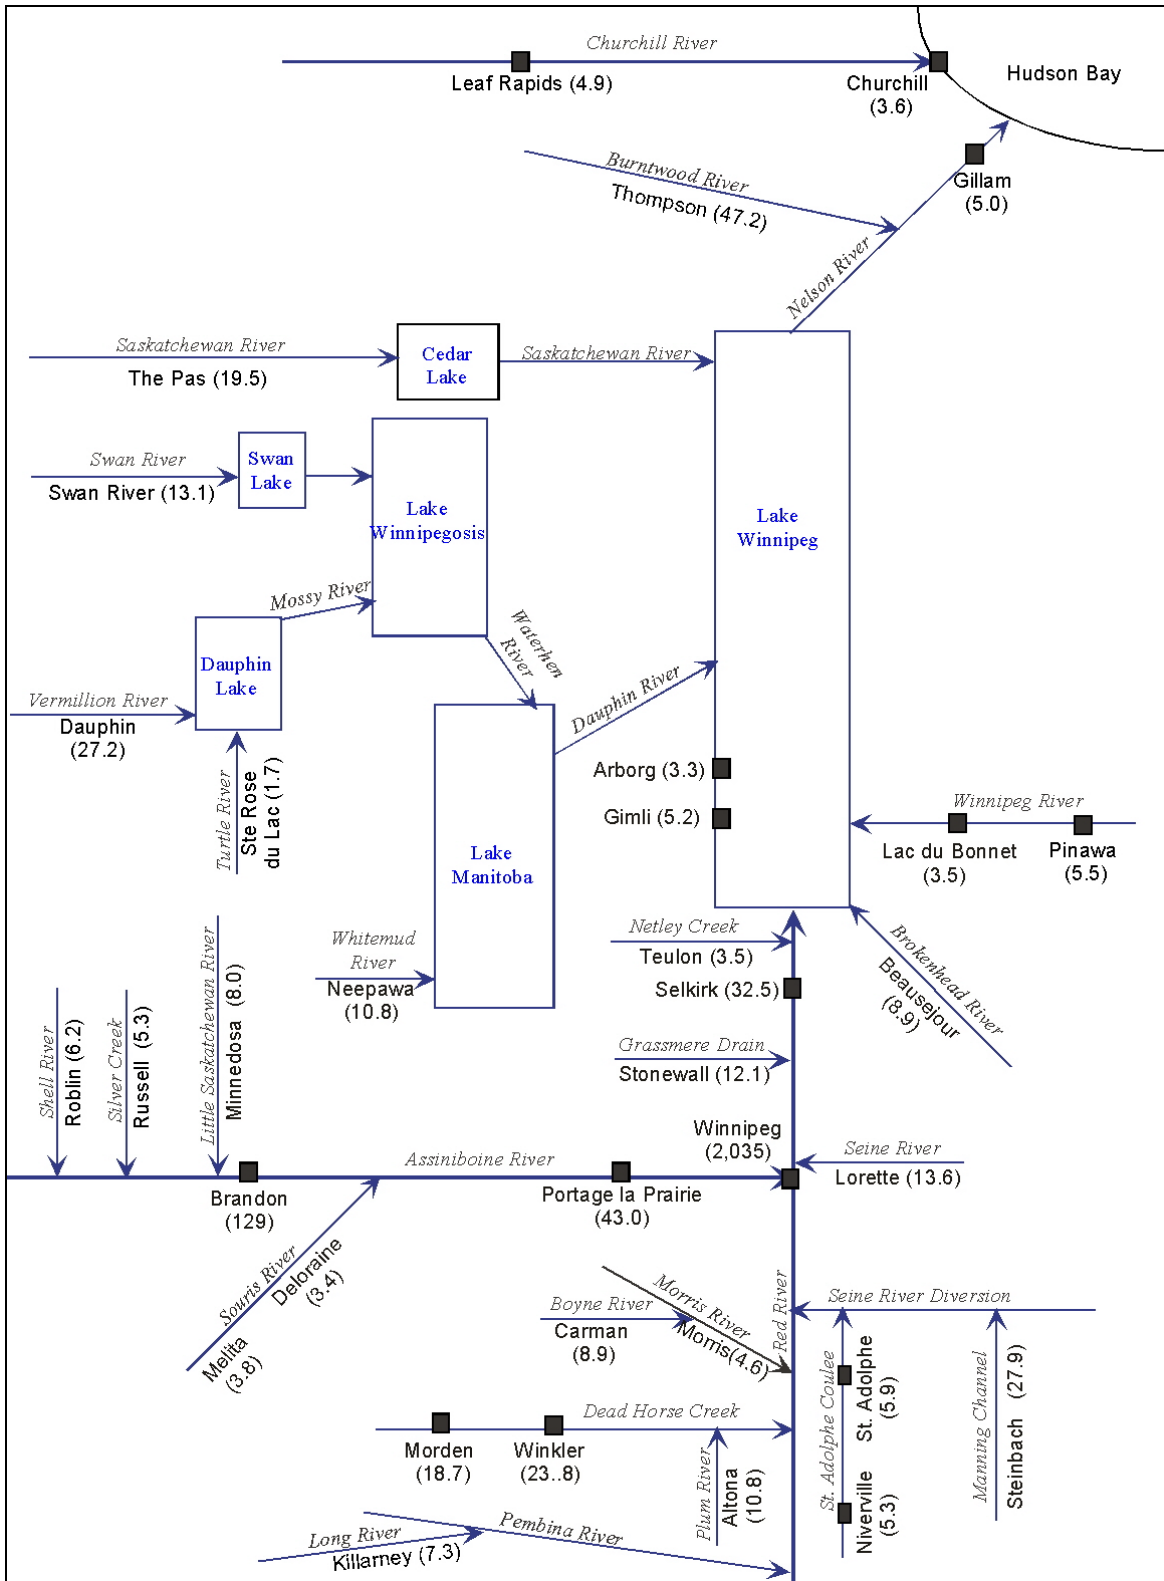 Churchill River
Hudson Bay
Leaf Rapids (4.9)
Churchill
(3.6)
Burntwood River
Thompson (47.2)
Gillam
(5.0)
Nelson River
Saskatchewan River
The Pas (19.5)
Cedar
Lake
Saskatchewan River
Swan River
Swan River (13.1)
Swan
Lake
Lake
Winnipegosis
Lake
Winnipeg
Mossy River
Waterhen
River
Dauphin
Lake
Vermillion River
Dauphin
(27.2)
Dauphin River
Turtle River
Ste Rose
du Lac (1.7)
Arborg (3.3)
Gimli (5.2)
Winnipeg River
Lac du Bonnet
(3.5)
Pinawa
(5.5)
Lake
Manitoba
Whitemud
River
Neepawa
(10.8)
Netley Creek
Teulon (3.5)
Selkirk (32.5)
Brokenhead River
Beausejour
(8.9)
Shell River
Roblin (6.2)
Silver Creek
Russell (5.3)
Little Saskatchewan River
Minnedosa (8.0)
Grassmere Drain
Stonewall (12.1)
Winnipeg
(2,035)
Seine River
Lorette (13.6)
Assiniboine River
Brandon
(129)
Portage la Prairie
(43.0)
Souris River
Deloraine
(3.4)
Melita
(3.8)
Morris River
Morris(4.6)
Boyne River
Carman
(8.9)
Red River
Seine River Diversion
St. Adolphe Coulee
St. Adolphe
(5.9)
Niverville
(5.3)
Manning Channel
Steinbach (27.9)
Dead Horse Creek
Morden
(18.7)
Winkler
(23..8)
Plum River
Altona
(10.8)
Pembina River
Long River
Killarney (7.3)